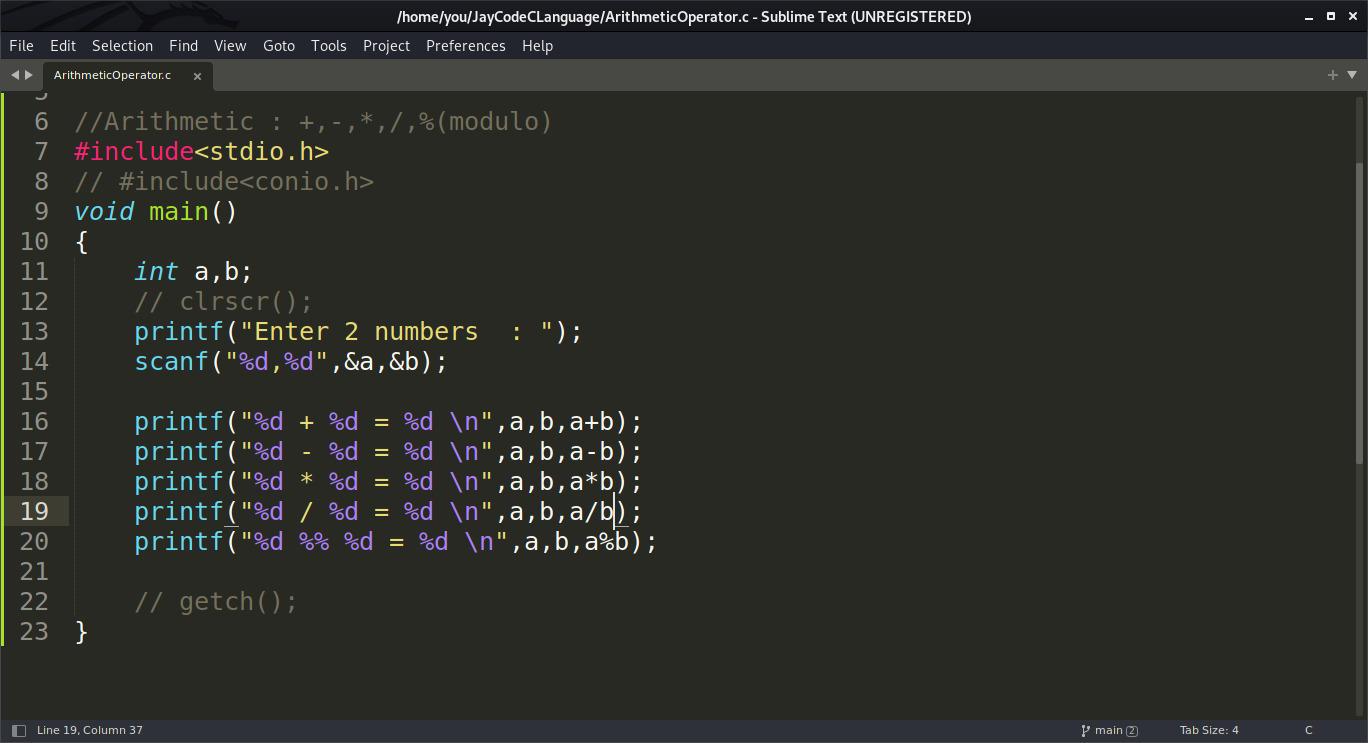 /home/you/JayCodeCLanguage/ArithmeticOperator.c - Sublime Text (UNREGISTERED)
File Edit Selection Find View Goto Tools Project Preferences Help
ArithmeticOperator.c
6 //Arithmetic : +,-,*,/,%(modulo)
7 #include<stdio.h>
8 // #include<conio.h>
9 void main()
10 {
11     int a,b;
12     // clrscr();
13     printf("Enter 2 numbers  : ");
14     scanf("%d,%d",&a,&b);
15
16     printf("%d + %d = %d \n",a,b,a+b);
17     printf("%d - %d = %d \n",a,b,a-b);
18     printf("%d * %d = %d \n",a,b,a*b);
19     printf("%d / %d = %d \n",a,b,a/b);
20     printf("%d %% %d = %d \n",a,b,a%b);
21
22     // getch();
23 }
Line 19, Column 37 main 2 Tab Size: 4 C